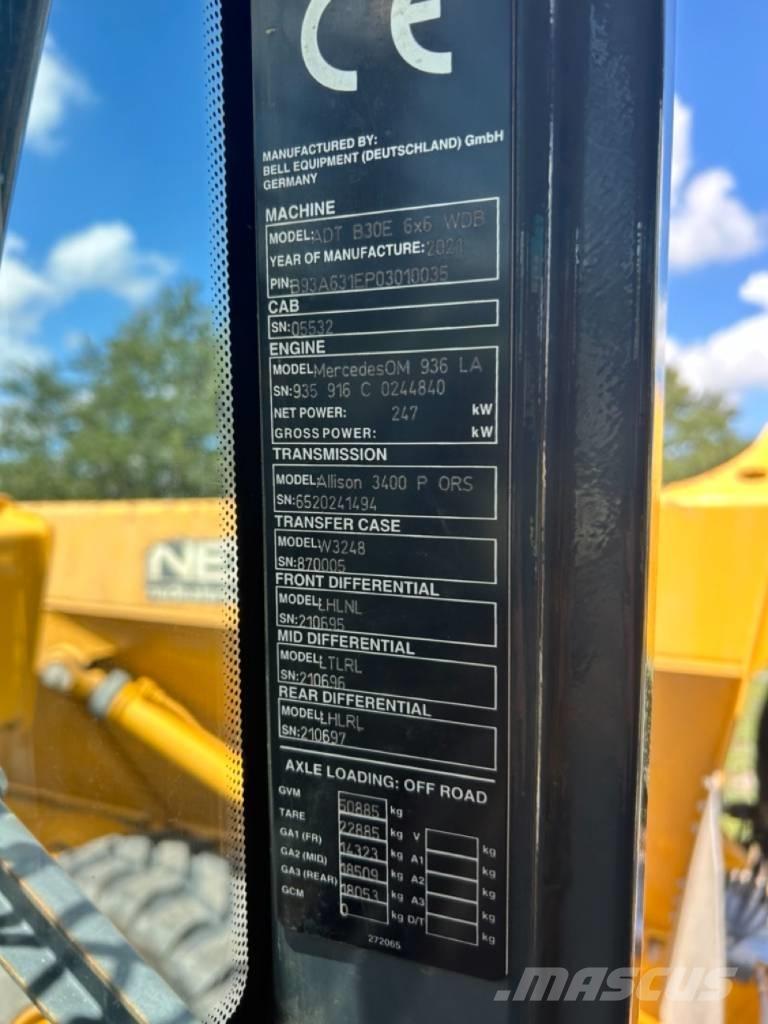 CE
MANUFACTURED BY:
BELL EQUIPMENT (DEUTSCHLAND) GmbH
GERMANY
MACHINE
MODEL: ADT B30E 6x6 WDB
YEAR OF MANUFACTURE: 2021
PIN: B93A631EP03010035
CAB
SN: 05532
ENGINE
MODEL MercedesOM 936 LA
SN: 935 916 C 0244840
NET POWER: 247 kW
GROSS POWER: kW
TRANSMISSION
MODEL: Allison 3400 P ORS
SN: 6520241494
TRANSFER CASE
MODEL: W3248
SN: 870005
FRONT DIFFERENTIAL
MODEL: LHLNL
SN: 210695
MID DIFFERENTIAL
MODEL: LTLRL
SN: 210696
REAR DIFFERENTIAL
MODEL: LHLRL
SN: 210697
AXLE LOADING: OFF ROAD
GVM 50885 kg
TARE 22885 kg V kg
GA1 (FR) 14323 kg A1 kg
GA2 (MID) 18509 kg A2 kg
GA3 (REAR) 18053 kg A3 kg
GCM 0 kg D/T kg
272065
MASCUS